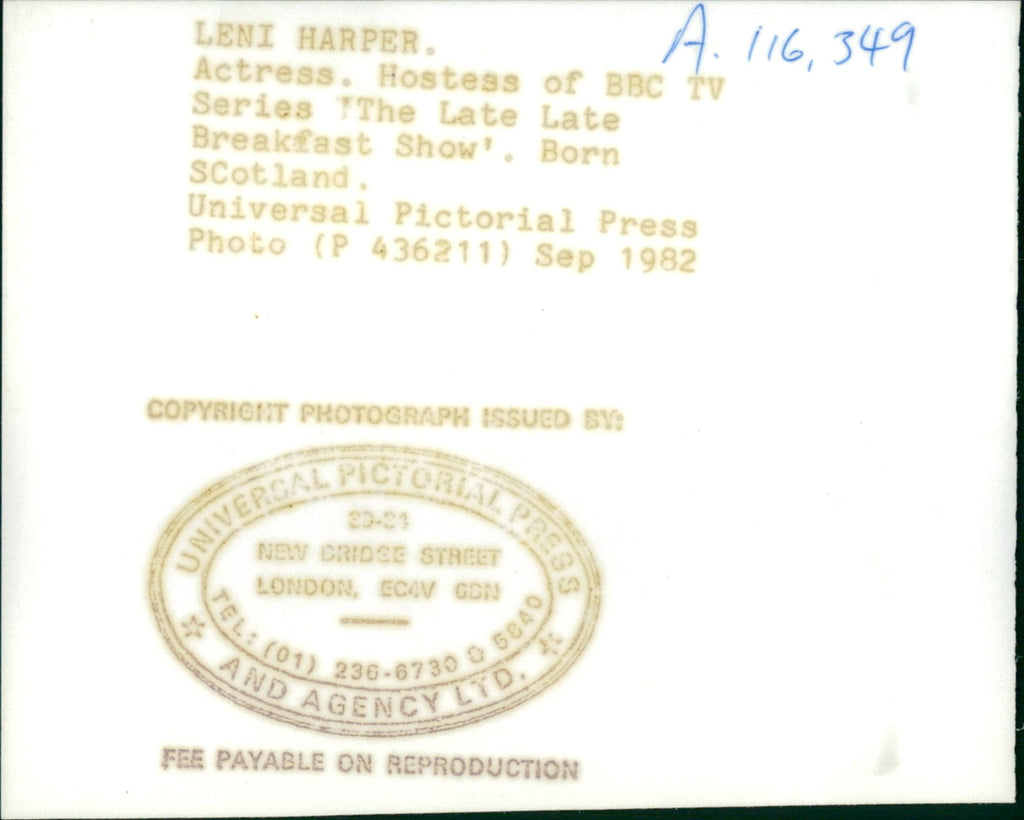 LENI HARPER.
A. 116, 349
Actress. Hostess of BBC TV
Series 'The Late Late
Breakfast Show'. Born
SCotland.
Universal Pictorial Press
Photo (P 436211) Sep 1982
COPYRIGHT PHOTOGRAPH ISSUED BY:
UNIVERSAL PICTORIAL PRESS
NEW BRIDGE STREET
LONDON, EC4V
TEL: (01) 236-6730 & 5840
AND AGENCY LTD.
FEE PAYABLE ON REPRODUCTION